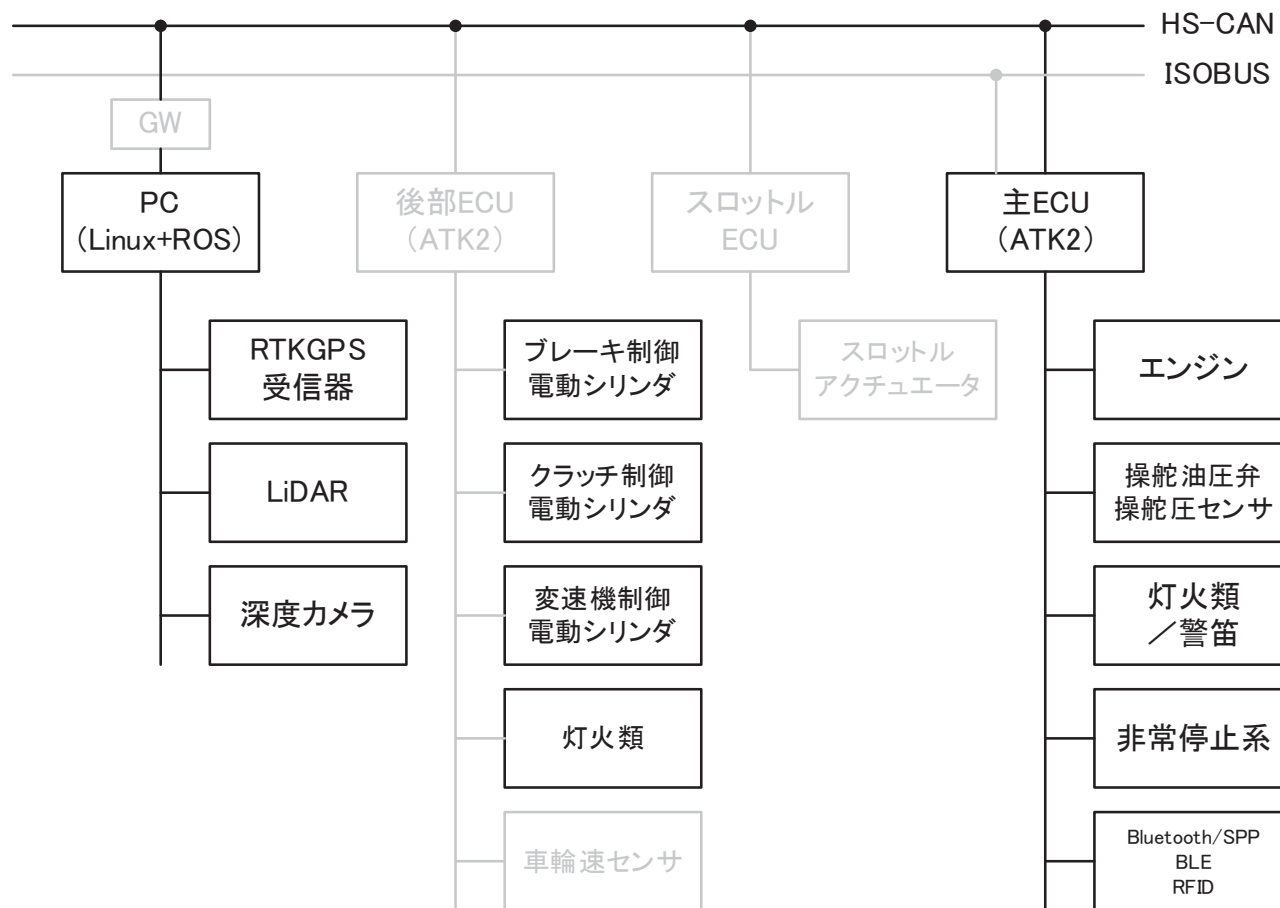 HS-CAN
ISOBUS
GW
PC
(Linux+ROS)
後部ECU
(ATK2)
スロットル
ECU
主ECU
(ATK2)
RTKGPS
受信器
LiDAR
深度カメラ
ブレーキ制御
電動シリンダ
クラッチ制御
電動シリンダ
変速機制御
電動シリンダ
灯火類
車輪速センサ
スロットル
アクチュエータ
エンジン
操舵油圧弁
操舵圧センサ
灯火類
／警笛
非常停止系
Bluetooth/SPP
BLE
RFID